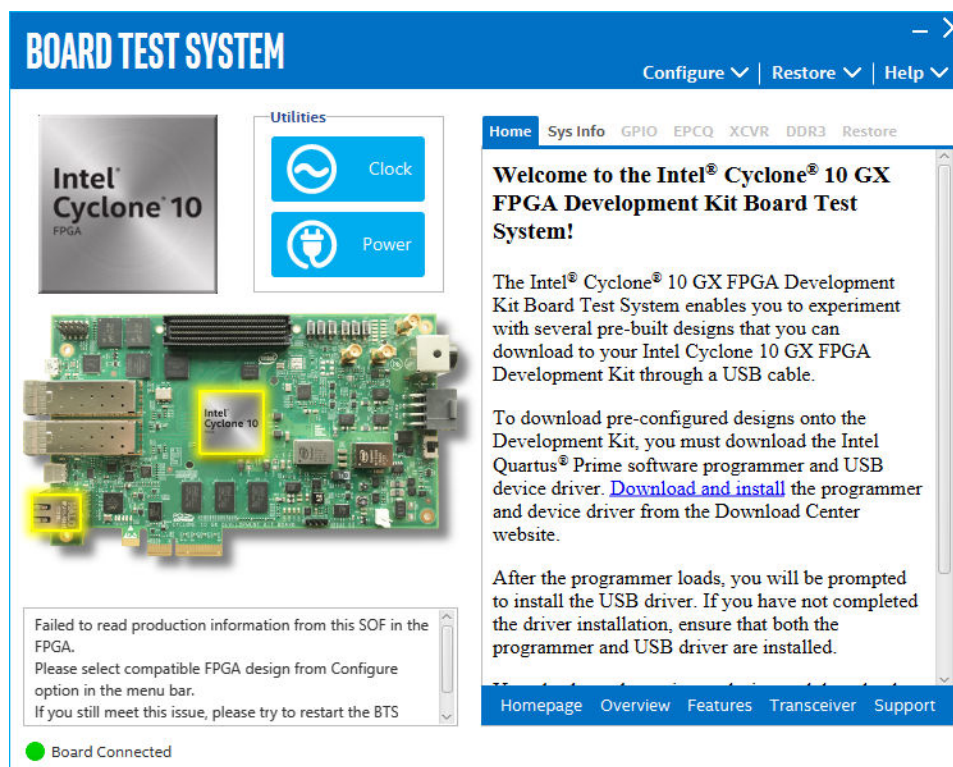 BOARD TEST SYSTEM
Configure | Restore | Help
Intel® Cyclone® 10
FPGA
Utilities
Clock
Power
Intel®
Cyclone® 10
Failed to read production information from this SOF in the
FPGA.
Please select compatible FPGA design from Configure
option in the menu bar.
If you still meet this issue, please try to restart the BTS
Board Connected
Home Sys Info GPIO EPCQ XCVR DDR3 Restore
Welcome to the Intel® Cyclone® 10 GX
FPGA Development Kit Board Test
System!
The Intel® Cyclone® 10 GX FPGA Development
Kit Board Test System enables you to experiment
with several pre-built designs that you can
download to your Intel Cyclone 10 GX FPGA
Development Kit through a USB cable.
To download pre-configured designs onto the
Development Kit, you must download the Intel
Quartus® Prime software programmer and USB
device driver. Download and install the programmer
and device driver from the Download Center
website.
After the programmer loads, you will be prompted
to install the USB driver. If you have not completed
the driver installation, ensure that both the
programmer and USB driver are installed.
Homepage Overview Features Transceiver Support